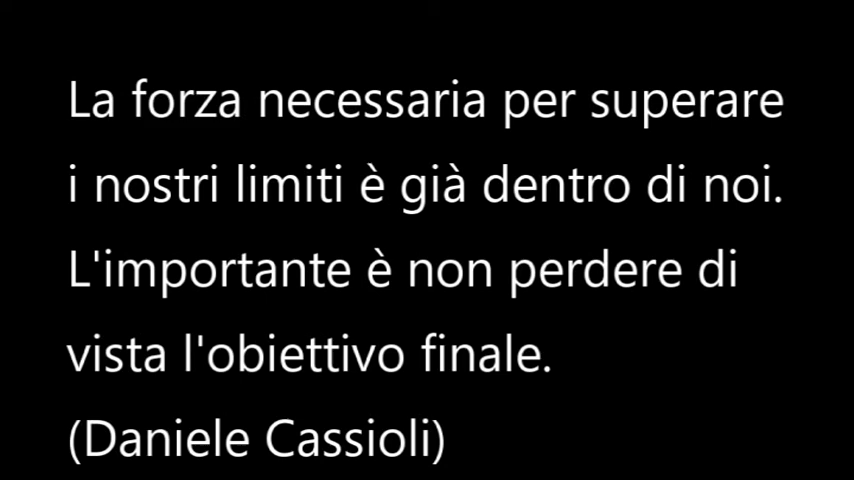 La forza necessaria per superare
i nostri limiti è già dentro di noi.
L'importante è non perdere di
vista l'obiettivo finale.
(Daniele Cassioli)